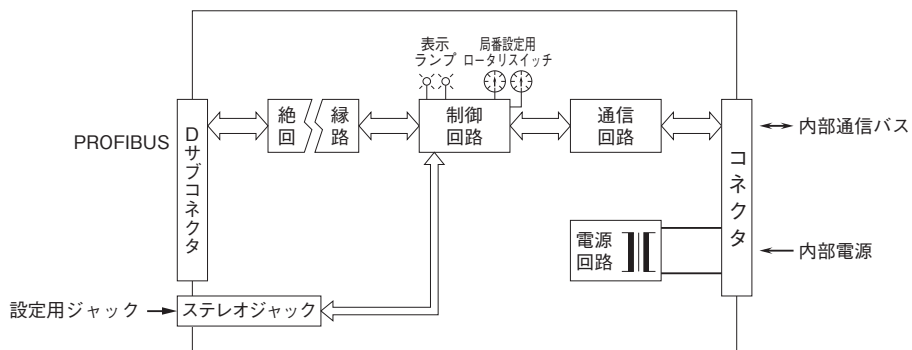 表示
ランプ
局番設定用
ロータリスイッチ
PROFIBUS
Dサブコネクタ
絶縁
回路
制御
回路
通信
回路
コネクタ
内部通信バス
電源
回路
内部電源
設定用ジャック
ステレオジャック